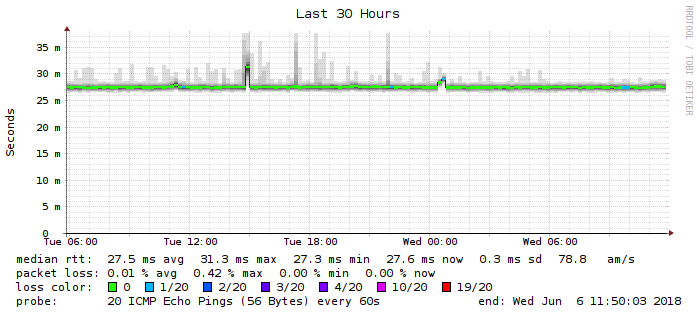 Last 30 Hours
RRDTOOL / TOBI OETIKER
Seconds
35 m
30 m
25 m
20 m
15 m
10 m
5 m
0
Tue 06:00 Tue 12:00 Tue 18:00 Wed 00:00 Wed 06:00
median rtt: 27.5 ms avg 31.3 ms max 27.3 ms min 27.6 ms now 0.3 ms sd 78.8 am/s
packet loss: 0.01 % avg 0.42 % max 0.00 % min 0.00 % now
loss color: 0 1/20 2/20 3/20 4/20 10/20 19/20
probe: 20 ICMP Echo Pings (56 Bytes) every 60s end: Wed Jun 6 11:50:03 2018